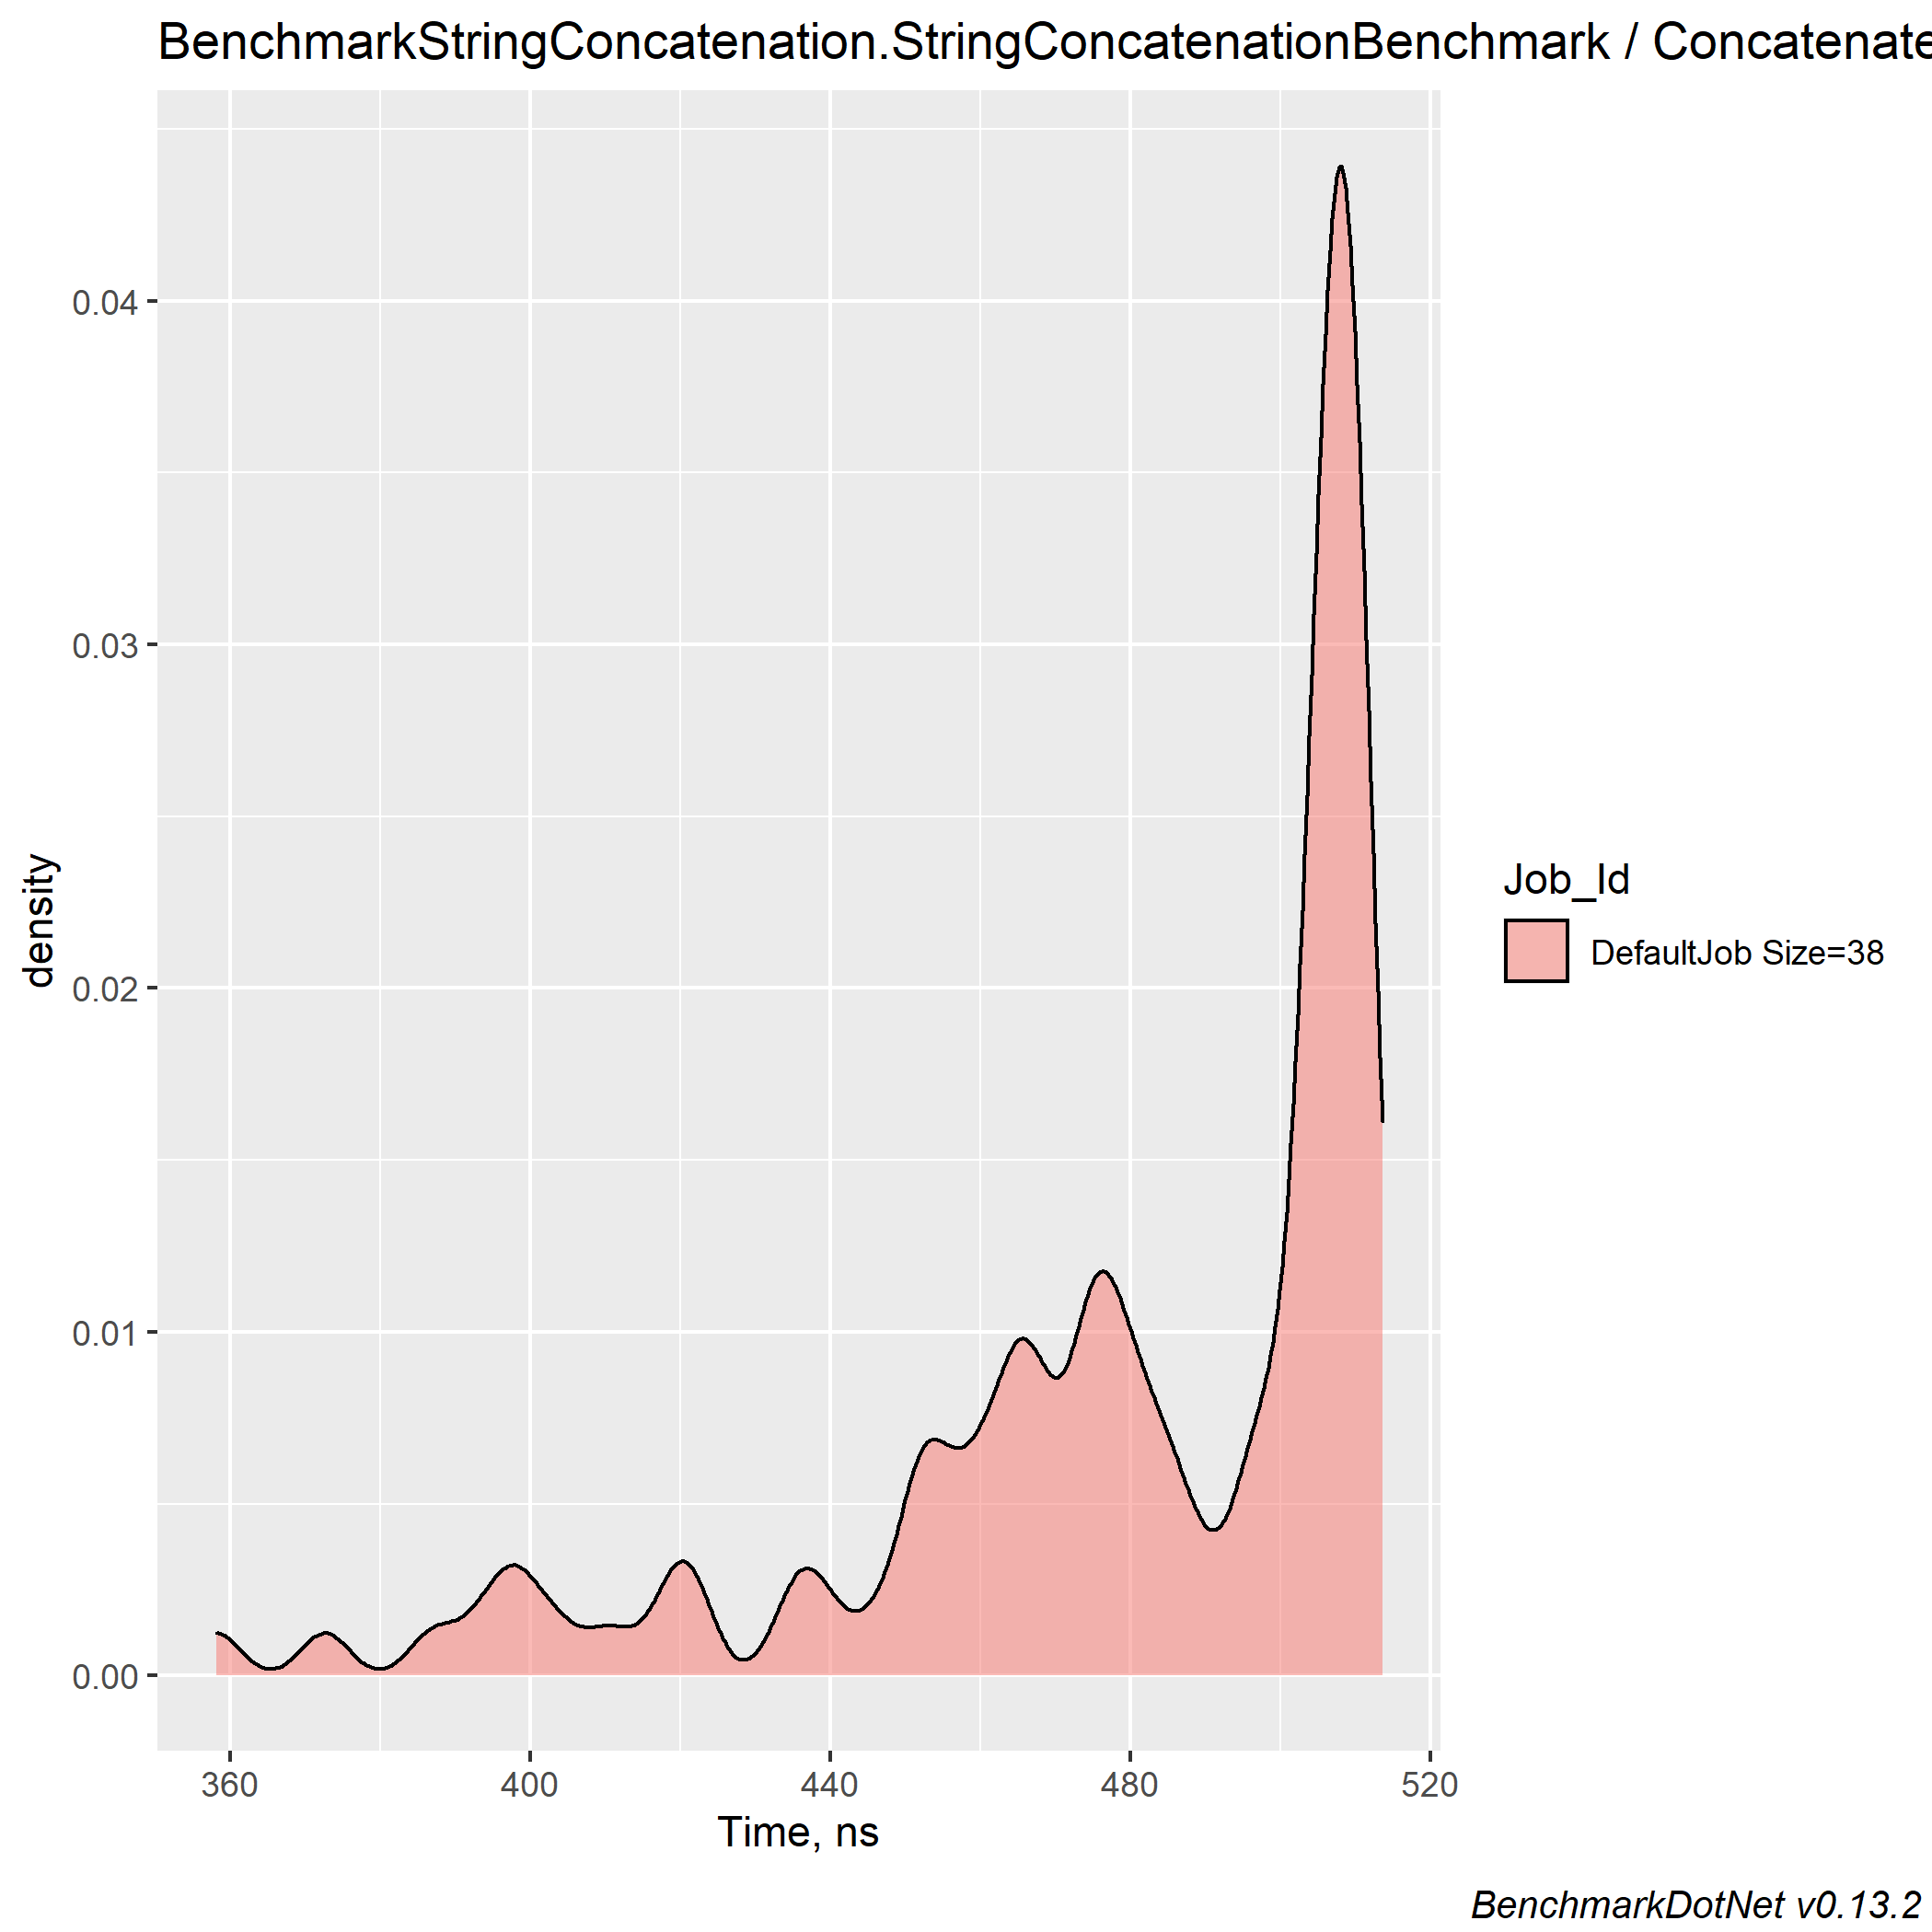 BenchmarkStringConcatenation.StringConcatenationBenchmark / Concatenate
0.04
0.03
0.02
0.01
0.00
density
360 400 440 480 520
Time, ns
Job_Id
DefaultJob Size=38
BenchmarkDotNet v0.13.2